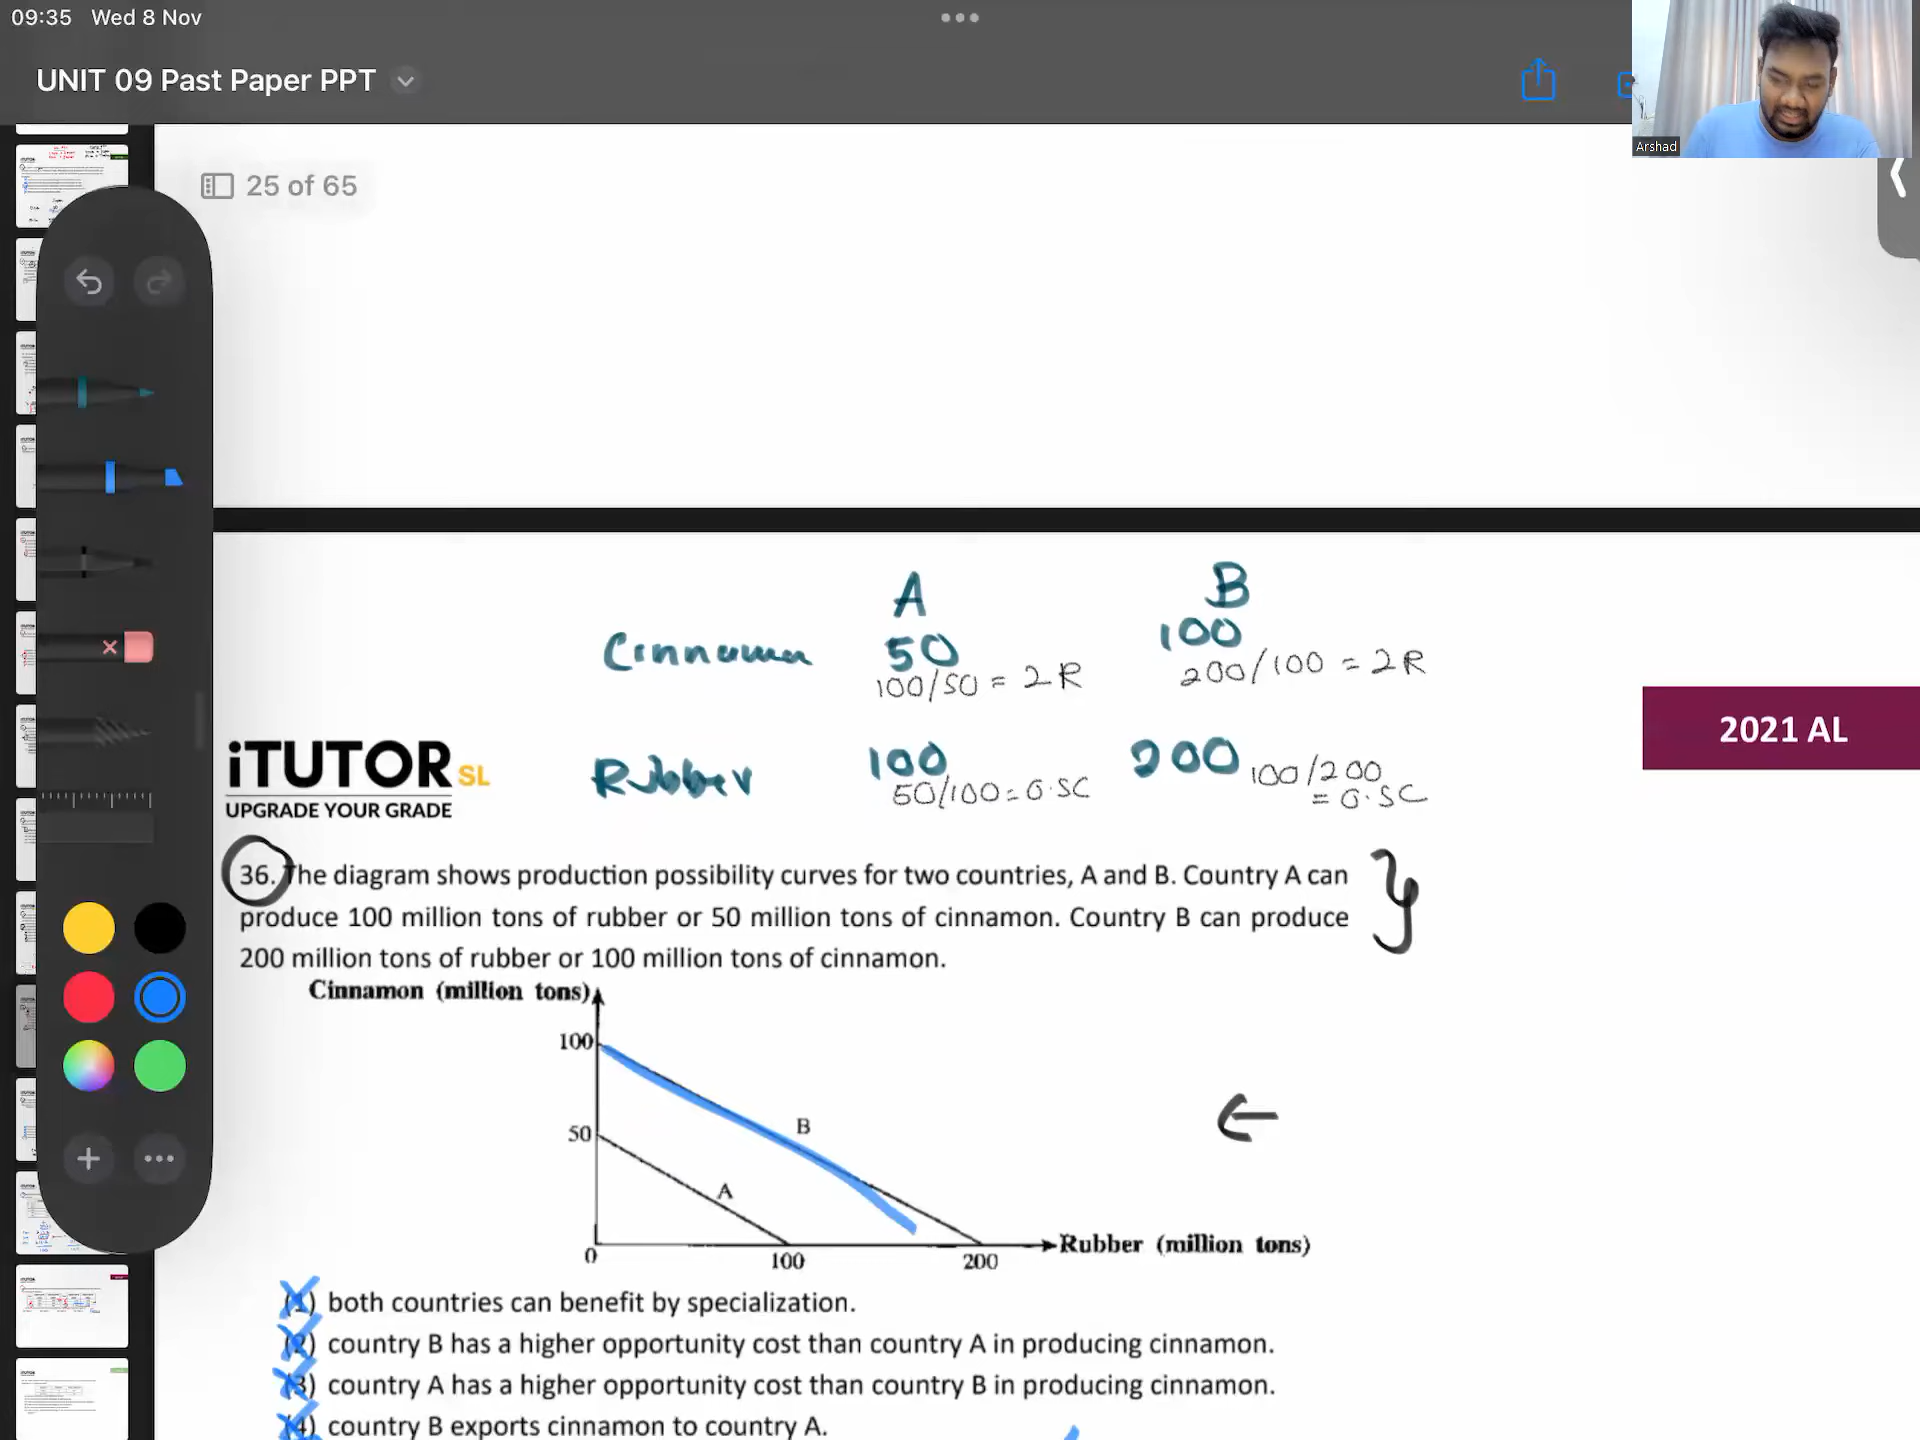 09:35 Wed 8 Nov
UNIT 09 Past Paper PPT
Arshad
25 of 65
A B
Cinnamon 50 100
100/50 = 2R 200/100 = 2R
2021 AL
iTUTOR SL
UPGRADE YOUR GRADE
Rubber 100 200
50/100 = 0.5C 100/200
= 0.5C
36. The diagram shows production possibility curves for two countries, A and B. Country A can
produce 100 million tons of rubber or 50 million tons of cinnamon. Country B can produce
200 million tons of rubber or 100 million tons of cinnamon.
Cinnamon (million tons)
100
B
50
A
0 100 200
Rubber (million tons)
(1) both countries can benefit by specialization.
(2) country B has a higher opportunity cost than country A in producing cinnamon.
(3) country A has a higher opportunity cost than country B in producing cinnamon.
(4) country B exports cinnamon to country A.